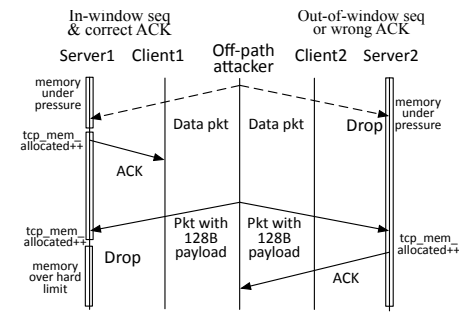 In-window seq
& correct ACK
Out-of-window seq
or wrong ACK
Server1
Client1
Off-path
attacker
Client2
Server2
memory
under
pressure
Data pkt
Data pkt
Drop
memory
under
pressure
tcp_mem_
allocated++
ACK
tcp_mem_
allocated++
Pkt with
128B
payload
Pkt with
128B
payload
tcp_mem_
allocated++
Drop
memory
over hard
limit
ACK